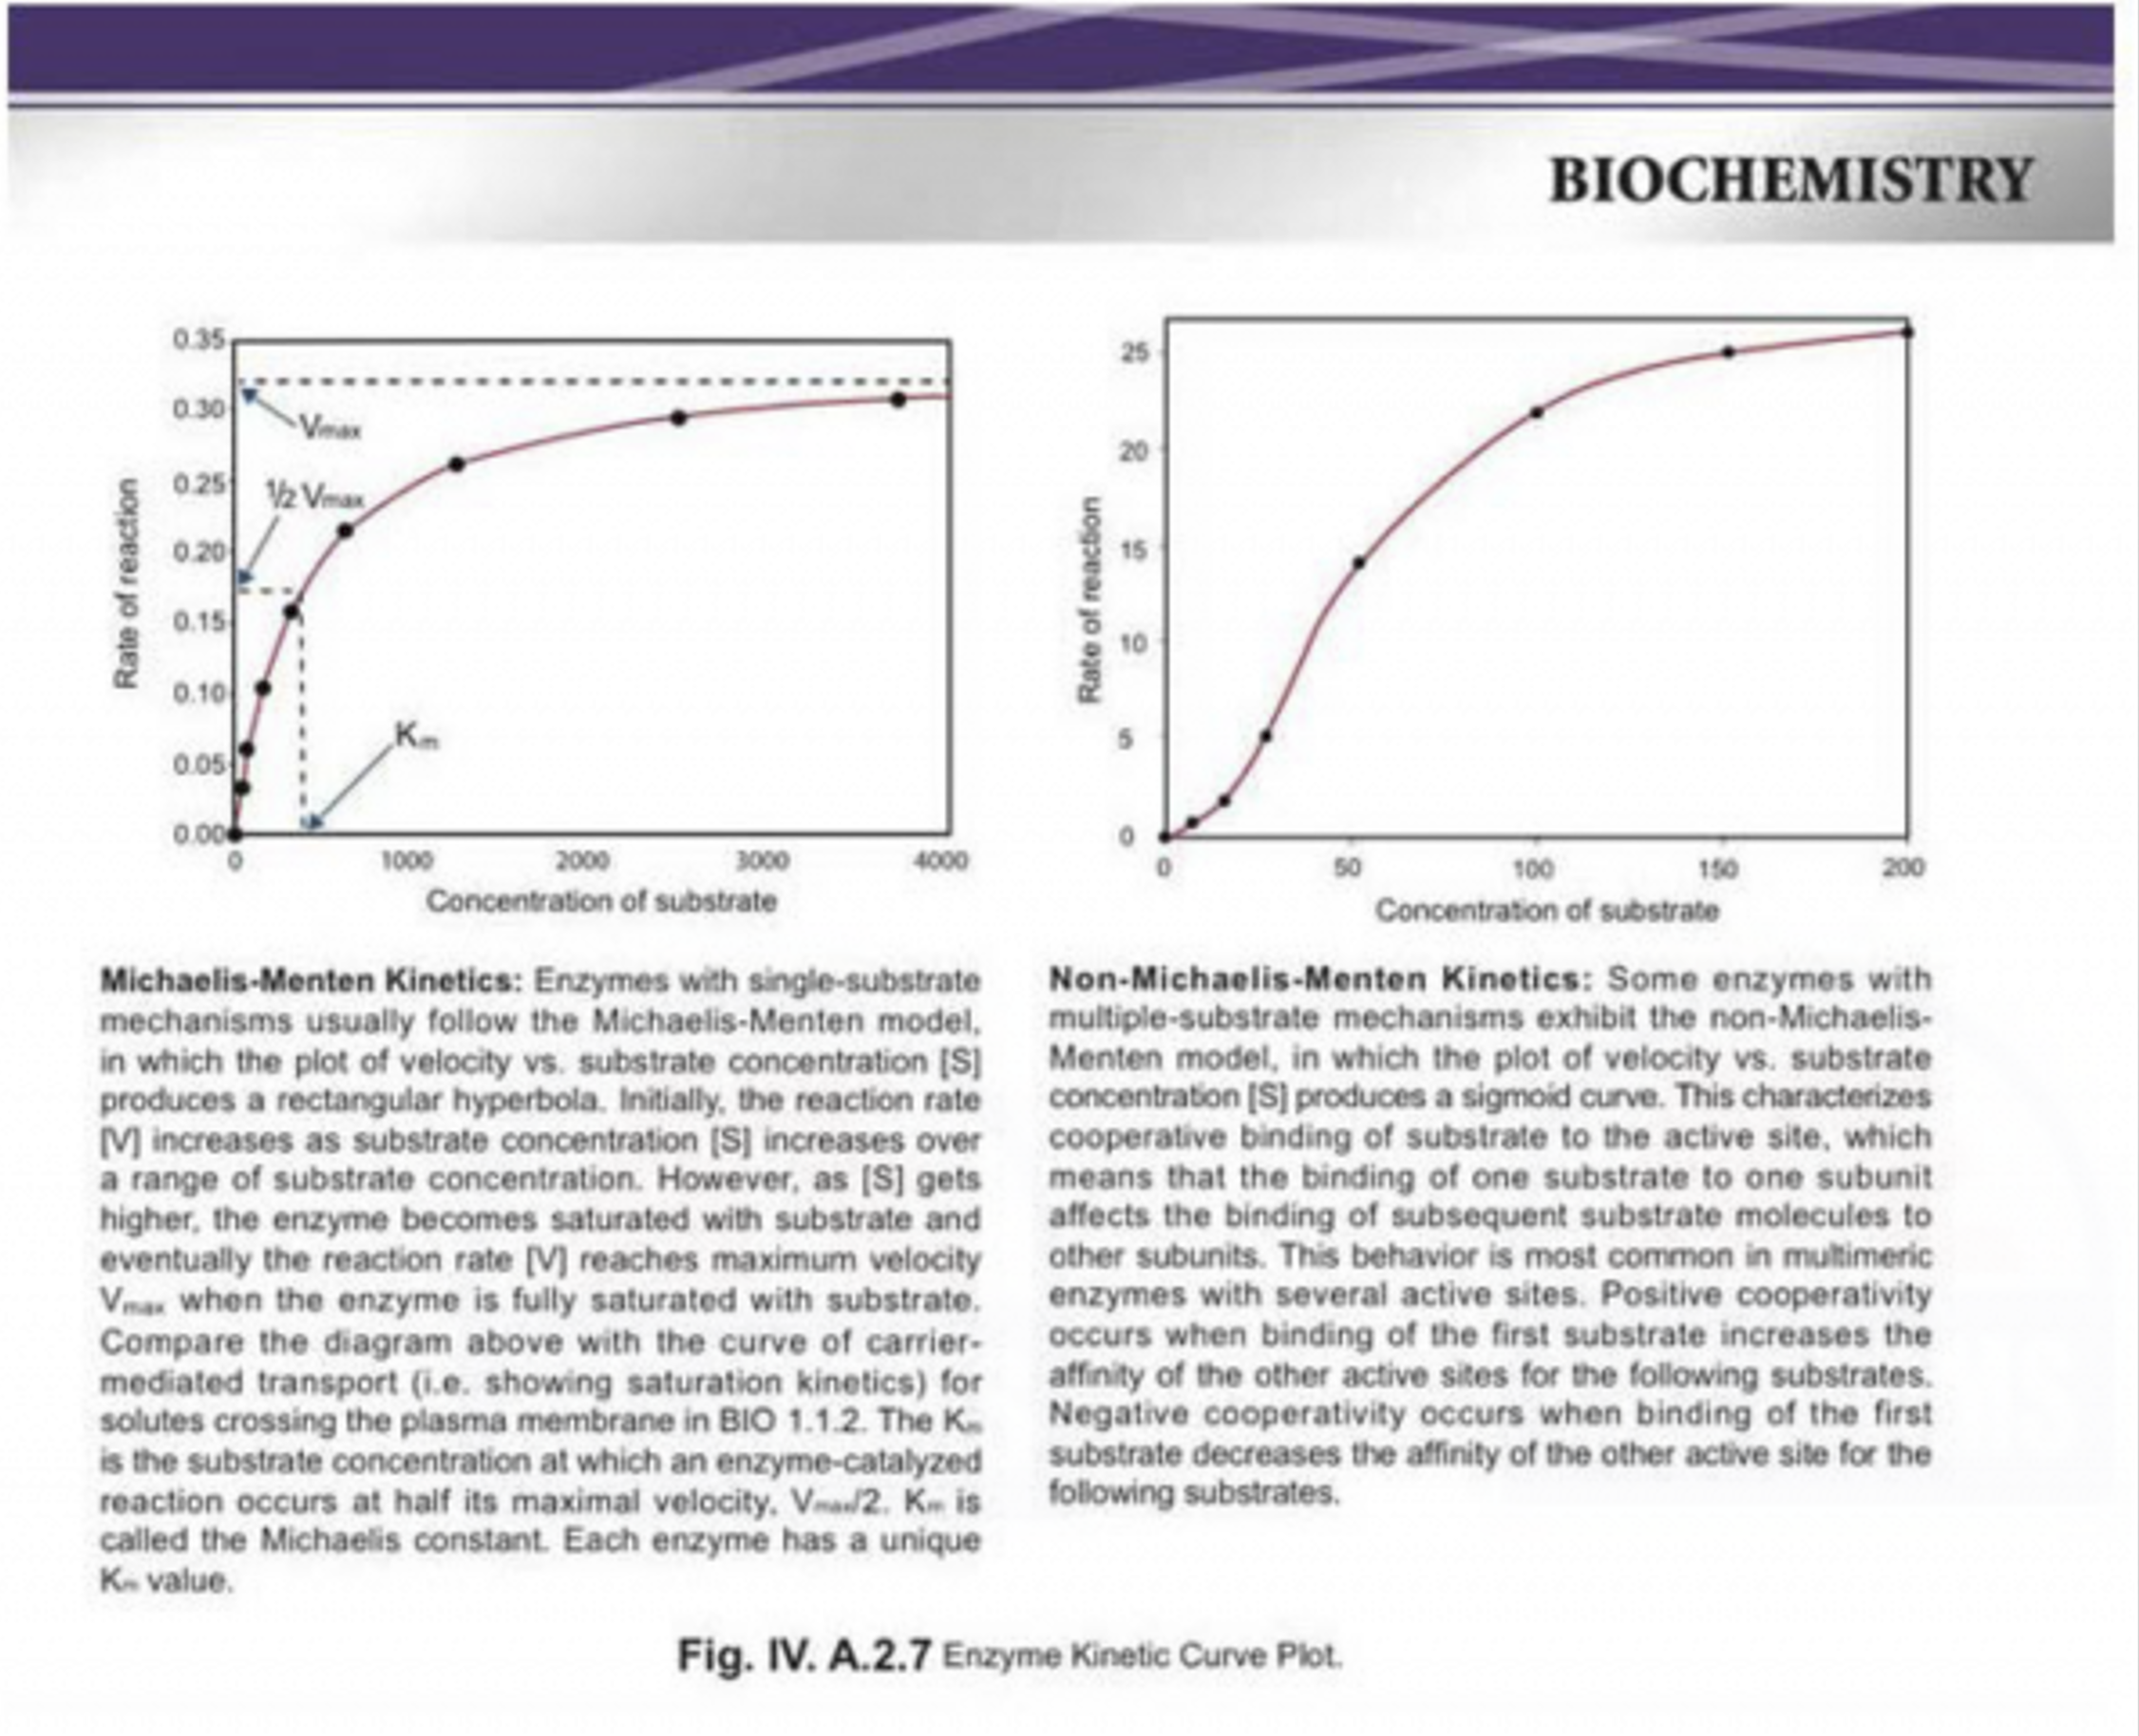 BIOCHEMISTRY
0.35
0.30
0.25
0.20
0.15
0.10
0.05
0.00
Vmax
½ Vmax
Km
Rate of reaction
0 1000 2000 3000 4000
Concentration of substrate
25
20
15
10
5
0
Rate of reaction
0 50 100 150 200
Concentration of substrate
Michaelis-Menten Kinetics: Enzymes with single-substrate
mechanisms usually follow the Michaelis-Menten model,
in which the plot of velocity vs. substrate concentration [S]
produces a rectangular hyperbola. Initially, the reaction rate
[V] increases as substrate concentration [S] increases over
a range of substrate concentration. However, as [S] gets
higher, the enzyme becomes saturated with substrate and
eventually the reaction rate [V] reaches maximum velocity
Vmax when the enzyme is fully saturated with substrate.
Compare the diagram above with the curve of carrier-
mediated transport (i.e. showing saturation kinetics) for
solutes crossing the plasma membrane in BIO 1.1.2. The Km
is the substrate concentration at which an enzyme-catalyzed
reaction occurs at half its maximal velocity, Vmax/2. Km is
called the Michaelis constant. Each enzyme has a unique
Km value.
Non-Michaelis-Menten Kinetics: Some enzymes with
multiple-substrate mechanisms exhibit the non-Michaelis-
Menten model, in which the plot of velocity vs. substrate
concentration [S] produces a sigmoid curve. This characterizes
cooperative binding of substrate to the active site, which
means that the binding of one substrate to one subunit
affects the binding of subsequent substrate molecules to
other subunits. This behavior is most common in multimeric
enzymes with several active sites. Positive cooperativity
occurs when binding of the first substrate increases the
affinity of the other active sites for the following substrates.
Negative cooperativity occurs when binding of the first
substrate decreases the affinity of the other active site for the
following substrates.
Fig. IV. A.2.7 Enzyme Kinetic Curve Plot.